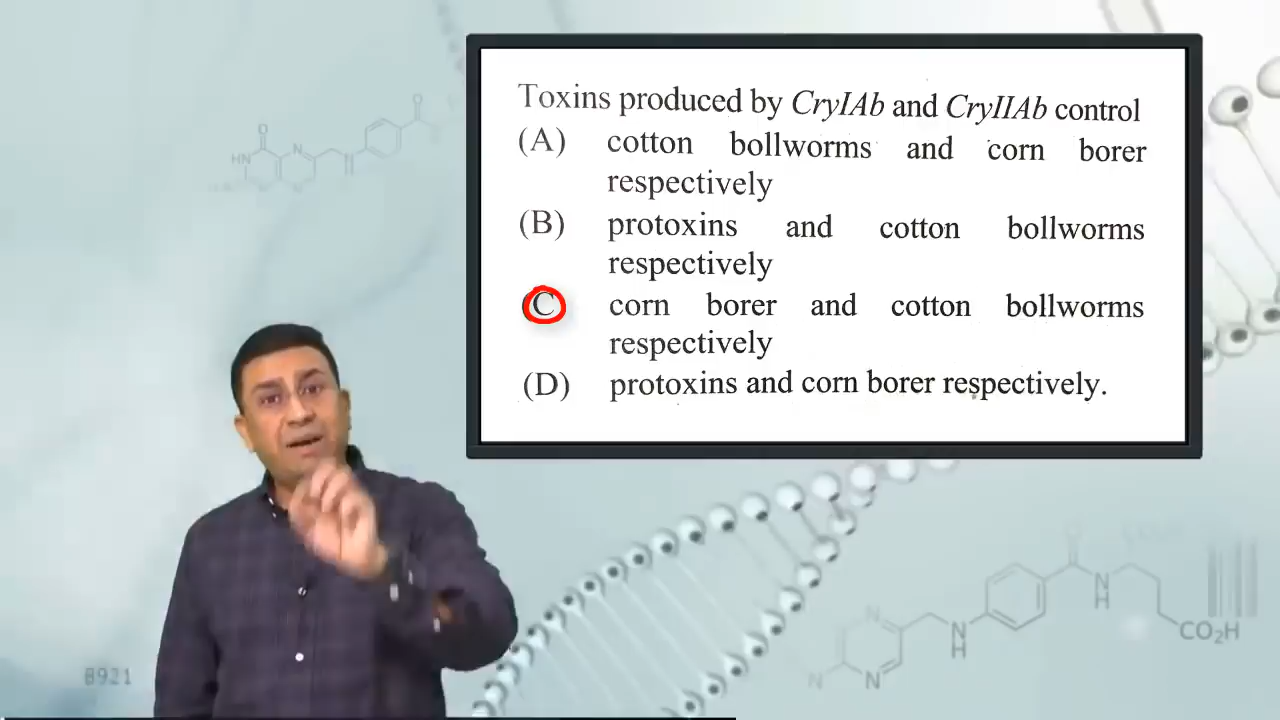 Toxins produced by CryIAb and CryIIAb control
(A) cotton bollworms and corn borer
respectively
(B) protoxins and cotton bollworms
respectively
(C) corn borer and cotton bollworms
respectively
(D) protoxins and corn borer respectively.
O
HN
N
N
H
O
O
N
H
N
H
N
N
N
CO₂H
8921